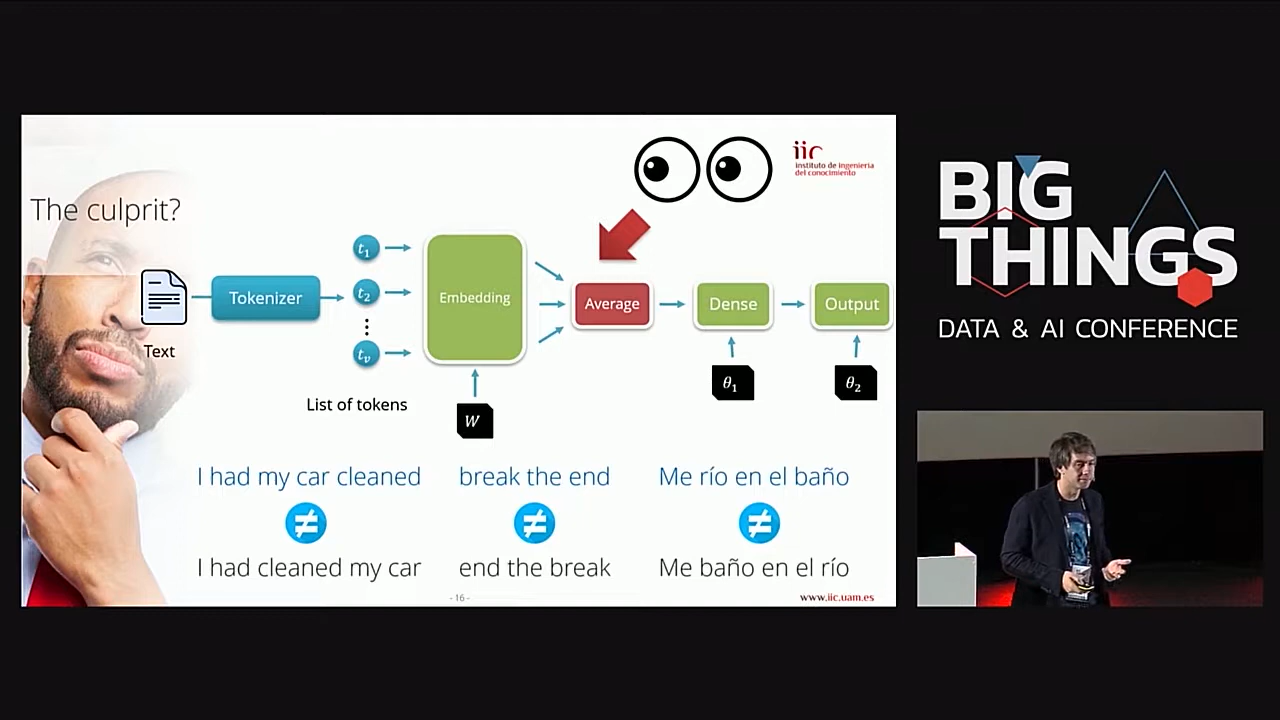 The culprit?
iic
instituto de ingeniería
del conocimiento
Text
Tokenizer
t1
t2
tv
List of tokens
Embedding
W
Average
Dense
θ1
Output
θ2
I had my car cleaned
≠
I had cleaned my car
break the end
≠
end the break
Me río en el baño
≠
Me baño en el río
- 16 -
www.iic.uam.es
BIG
THINGS
DATA & AI CONFERENCE